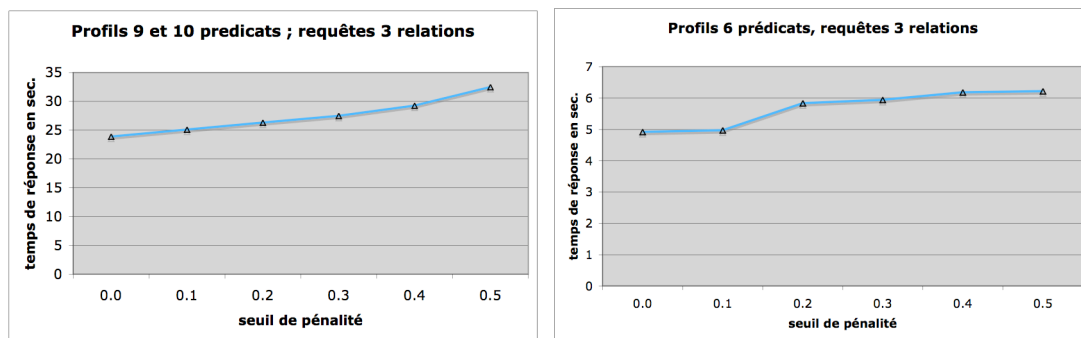 Profils 9 et 10 predicats ; requêtes 3 relations
temps de réponse en sec.
35
30
25
20
15
10
5
0
0.0 0.1 0.2 0.3 0.4 0.5
seuil de pénalité
Profils 6 prédicats, requêtes 3 relations
temps de réponse en sec.
7
6
5
4
3
2
1
0
0.0 0.1 0.2 0.3 0.4 0.5
seuil de pénalité